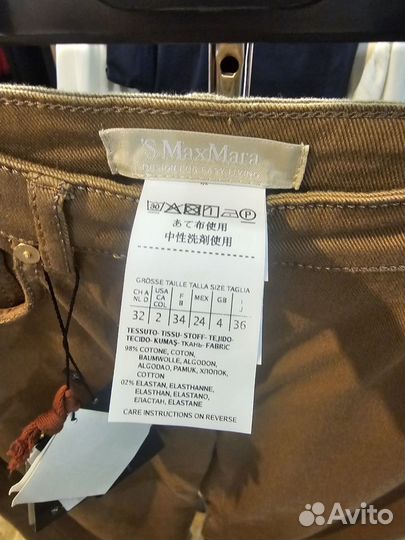 'S MaxMara
DESIGN FOR EASY LIVING
あて布使用
中性洗剤使用
GRÖSSE TAILLE TALLA SIZE TAGLIA
CH A NL D USA CA COL F B MEX GB I J
32 2 34 24 4 36
TESSUTO-TISSU-STOFF-TEJIDO-
TECIDO-KUMAŞ-ТКАНЬ-FABRIC
98% COTONE, COTON,
BAUMWOLLE, ALGODON,
ALGODAO, PAMUK, ХЛОПОК,
COTTON
02% ELASTAN, ELASTHANNE,
ELASTHAN, ELASTANO,
ЕЛАСТАН, ELASTANE
CARE INSTRUCTIONS ON REVERSE
Avito